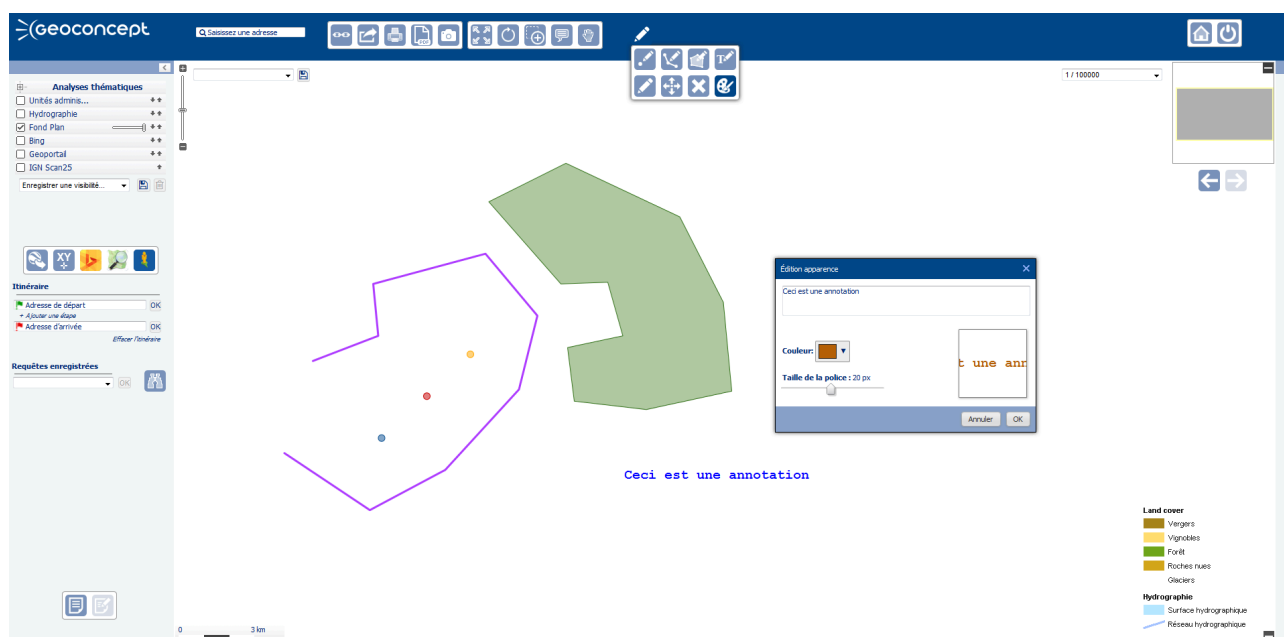 Geoconcept
Saisissez une adresse
PDF
T
Analyses thématiques
1 / 100000
Unités adminis...
Hydrographie
Fond Plan
Bing
Geoportail
IGN Scan25
Enregistrer une visibilité...
XY
Itinéraire
Adresse de départ OK
+ Ajouter une étape
Adresse d'arrivée OK
Effacer l'itinéraire
Requêtes enregistrées
OK
Édition apparence
Ceci est une annotation
Couleur:
t une ann
Taille de la police : 20 px
Annuler OK
Ceci est une annotation
Land cover
Vergers
Vignobles
Forêt
Roches nues
Glaciers
Hydrographie
Surface hydrographique
Réseau hydrographique
0 3 km